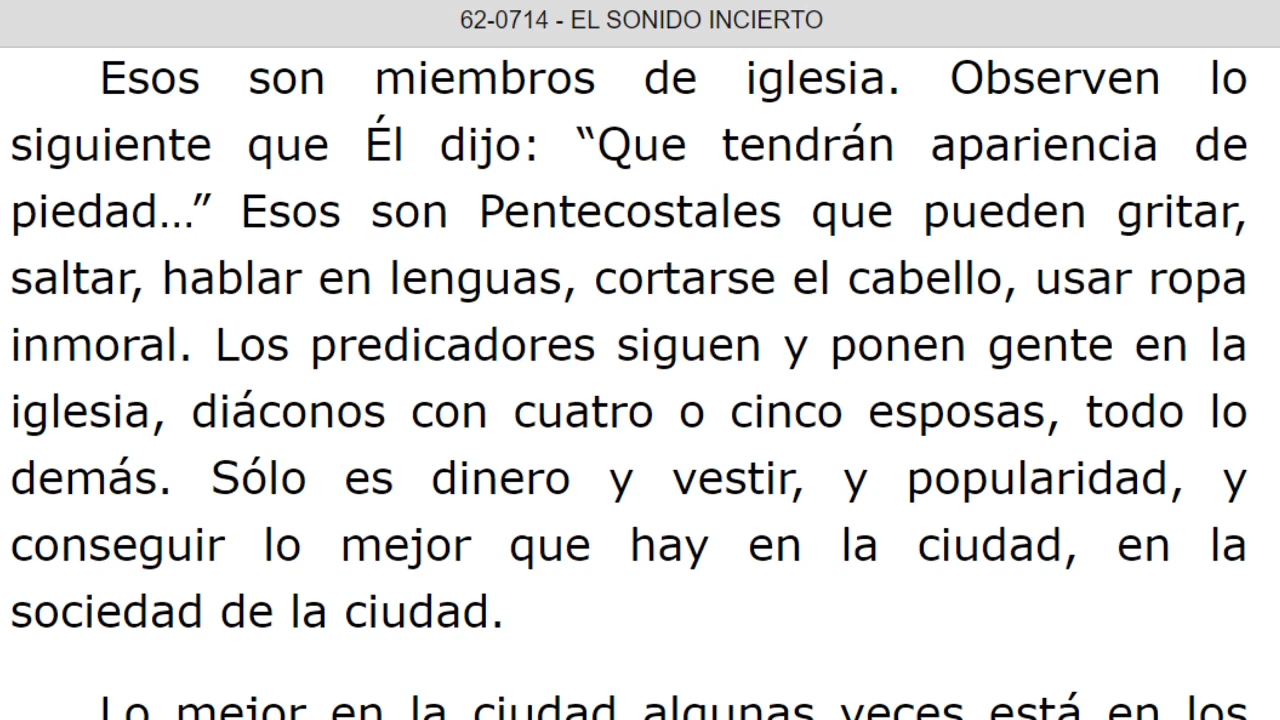 62-0714 - EL SONIDO INCIERTO
Esos son miembros de iglesia. Observen lo
siguiente que Él dijo: “Que tendrán apariencia de
piedad…” Esos son Pentecostales que pueden gritar,
saltar, hablar en lenguas, cortarse el cabello, usar ropa
inmoral. Los predicadores siguen y ponen gente en la
iglesia, diáconos con cuatro o cinco esposas, todo lo
demás. Sólo es dinero y vestir, y popularidad, y
conseguir lo mejor que hay en la ciudad, en la
sociedad de la ciudad.
Lo mejor en la ciudad algunas veces está en los